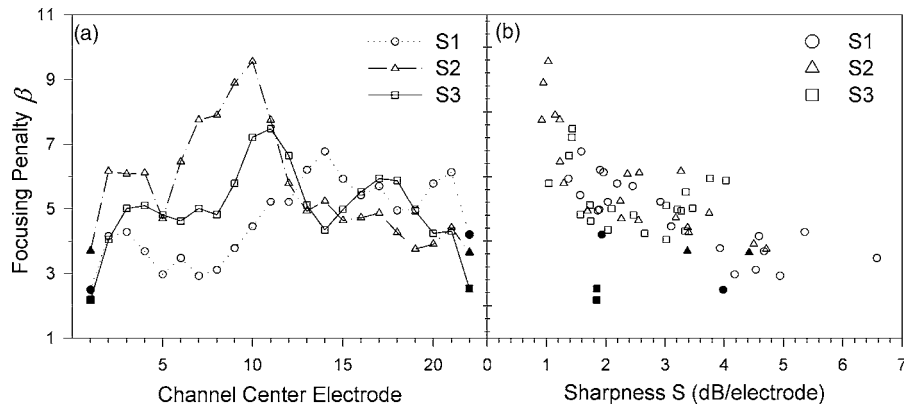 11
9
7
5
3
1
Focusing Penalty β
(a)
S1
S2
S3
5
10
15
20
Channel Center Electrode
(b)
S1
S2
S3
0
1
2
3
4
5
6
7
Sharpness S (dB/electrode)